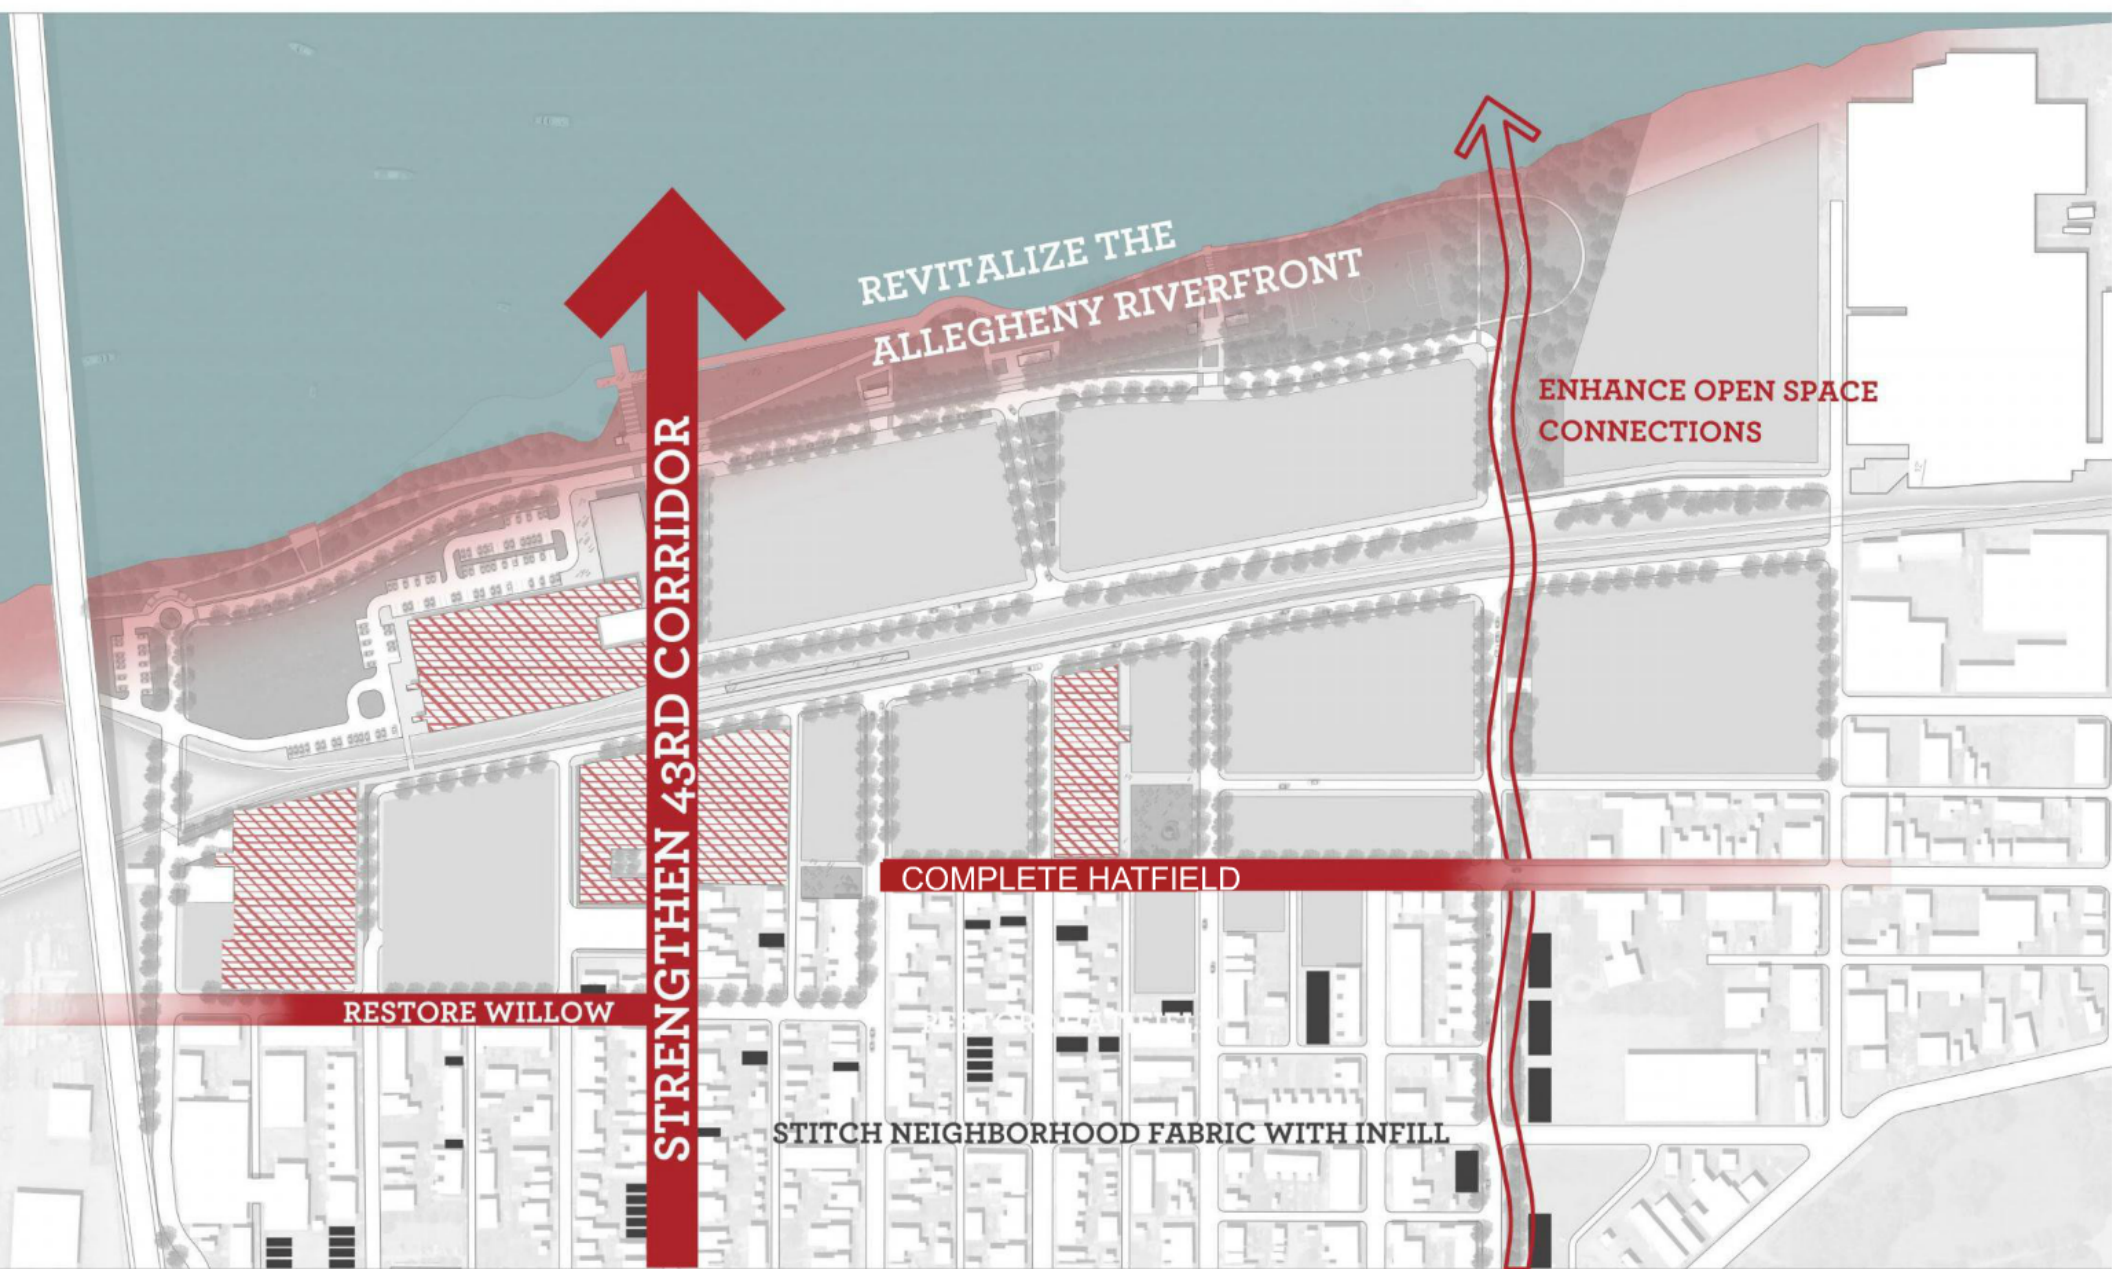 REVITALIZE THE
ALLEGHENY RIVERFRONT
ENHANCE OPEN SPACE
CONNECTIONS
STRENGTHEN 43RD CORRIDOR
COMPLETE HATFIELD
RESTORE WILLOW
STITCH NEIGHBORHOOD FABRIC WITH INFILL